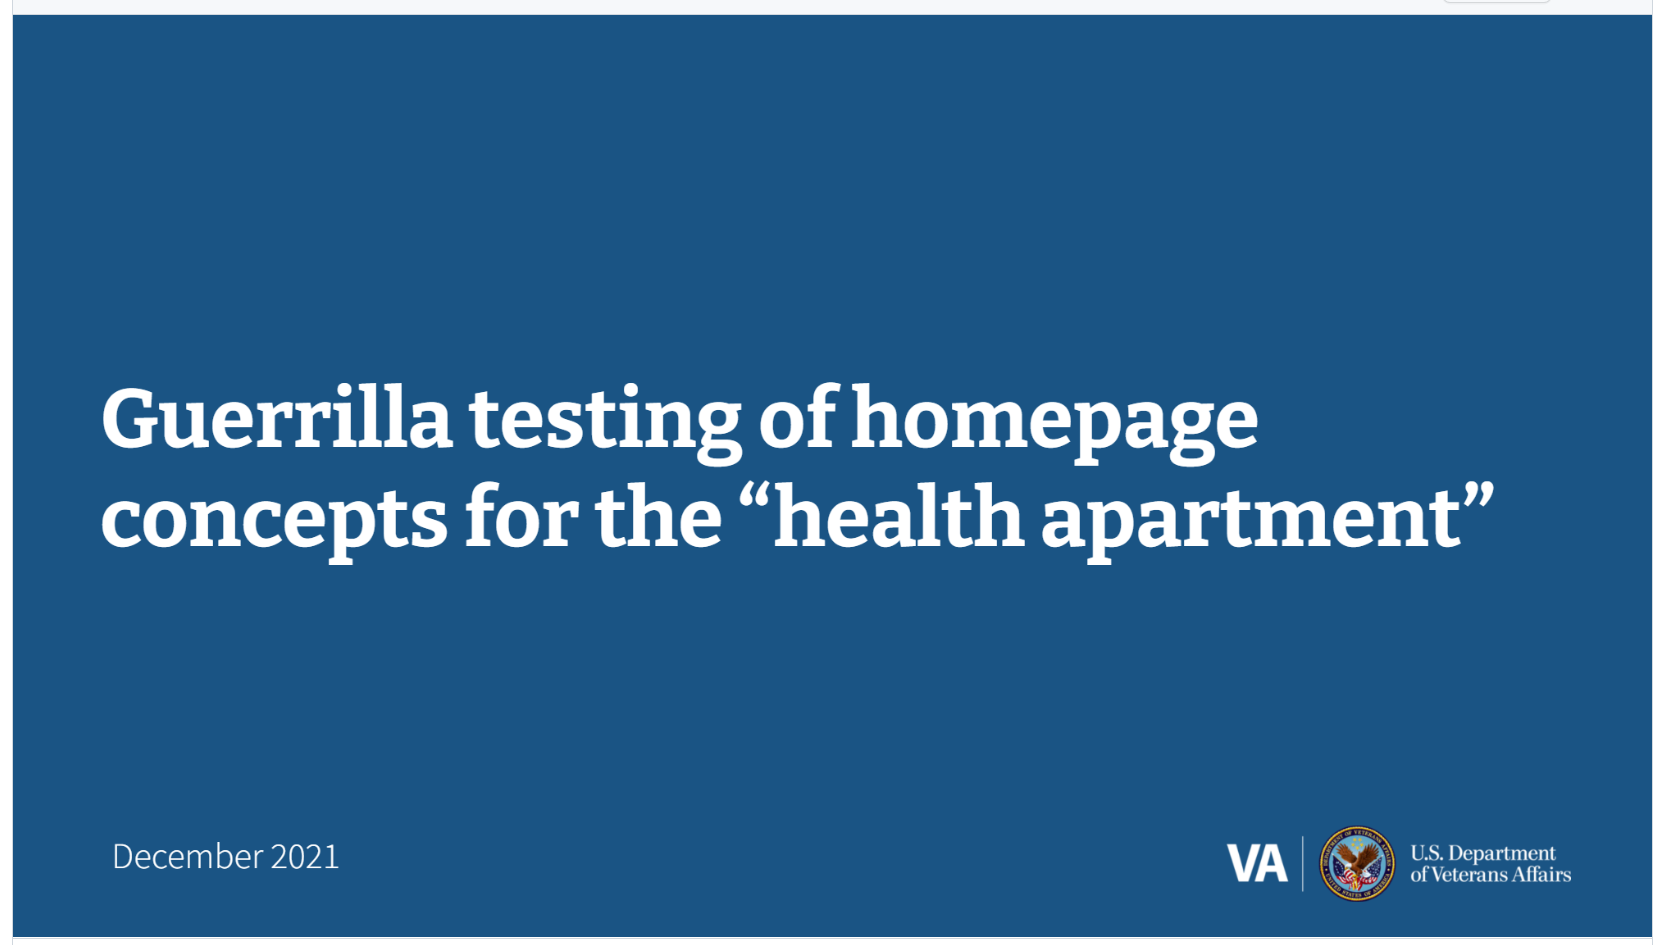 Guerrilla testing of homepage
concepts for the “health apartment”
December 2021
VA
U.S. Department
of Veterans Affairs